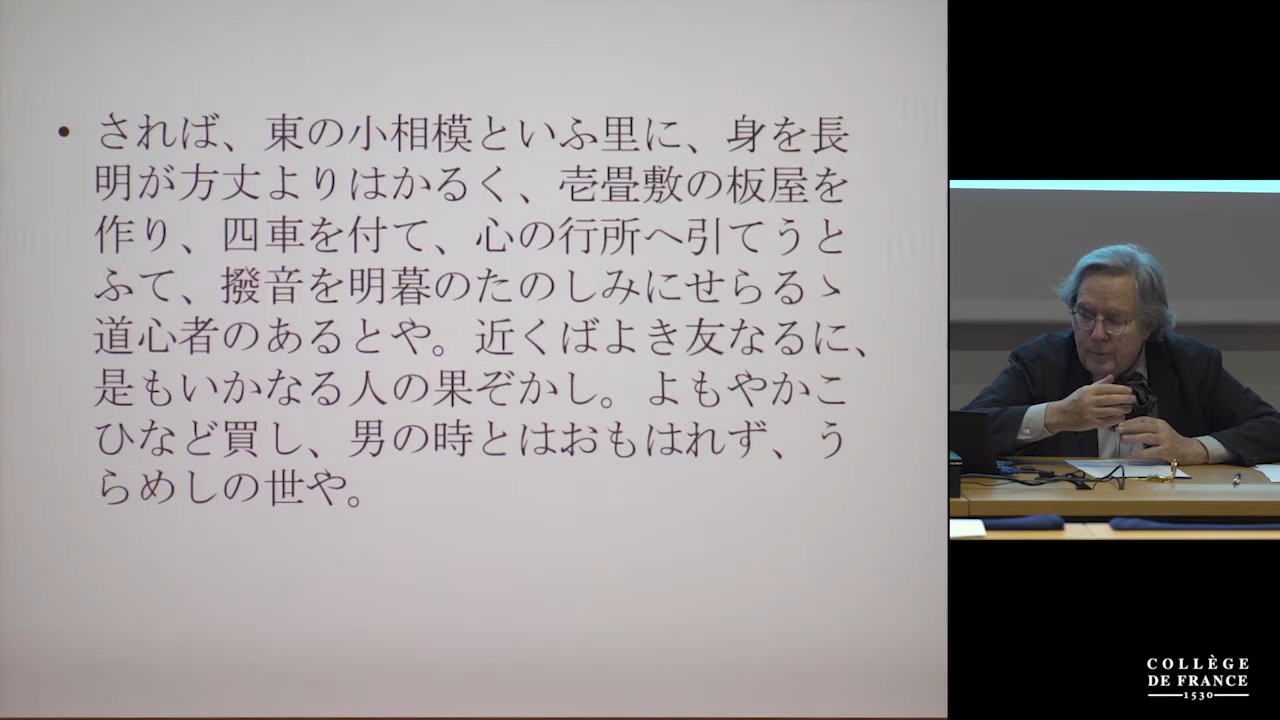 • されば、東の小相模といふ里に、身を長
明が方丈よりはかるく、壱畳敷の板屋を
作り、四車を付て、心の行所へ引てうと
ふて、撥音を明暮のたのしみにせらるゝ
道心者のあるとや。近くばよき友なるに、
是もいかなる人の果ぞかし。よもやかこ
ひなど買し、男の時とはおもはれず、う
らめしの世や。
COLLÈGE
DE FRANCE
1530